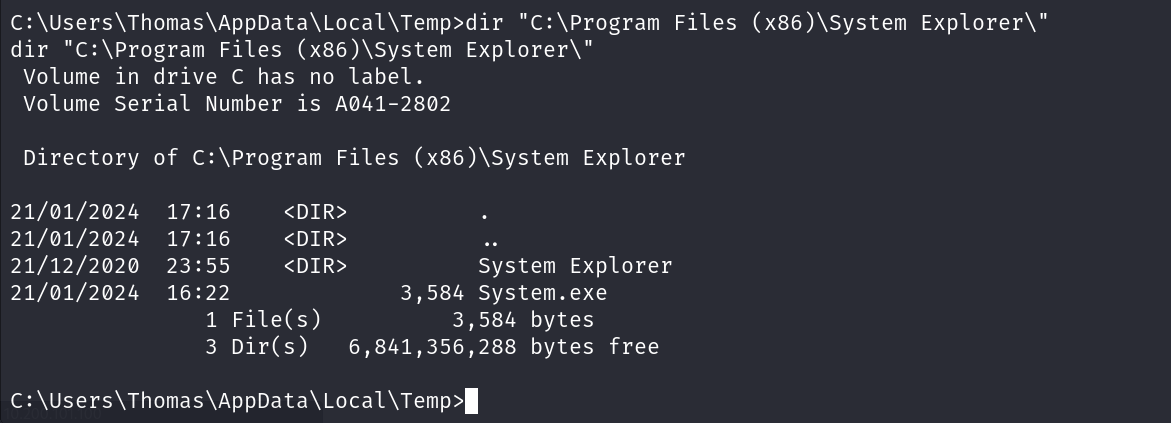 C:\Users\Thomas\AppData\Local\Temp>dir "C:\Program Files (x86)\System Explorer\"
dir "C:\Program Files (x86)\System Explorer\"
 Volume in drive C has no label.
 Volume Serial Number is A041-2802

 Directory of C:\Program Files (x86)\System Explorer

21/01/2024  17:16    <DIR>          .
21/01/2024  17:16    <DIR>          ..
21/12/2020  23:55    <DIR>          System Explorer
21/01/2024  16:22             3,584 System.exe
               1 File(s)          3,584 bytes
               3 Dir(s)   6,841,356,288 bytes free

C:\Users\Thomas\AppData\Local\Temp>